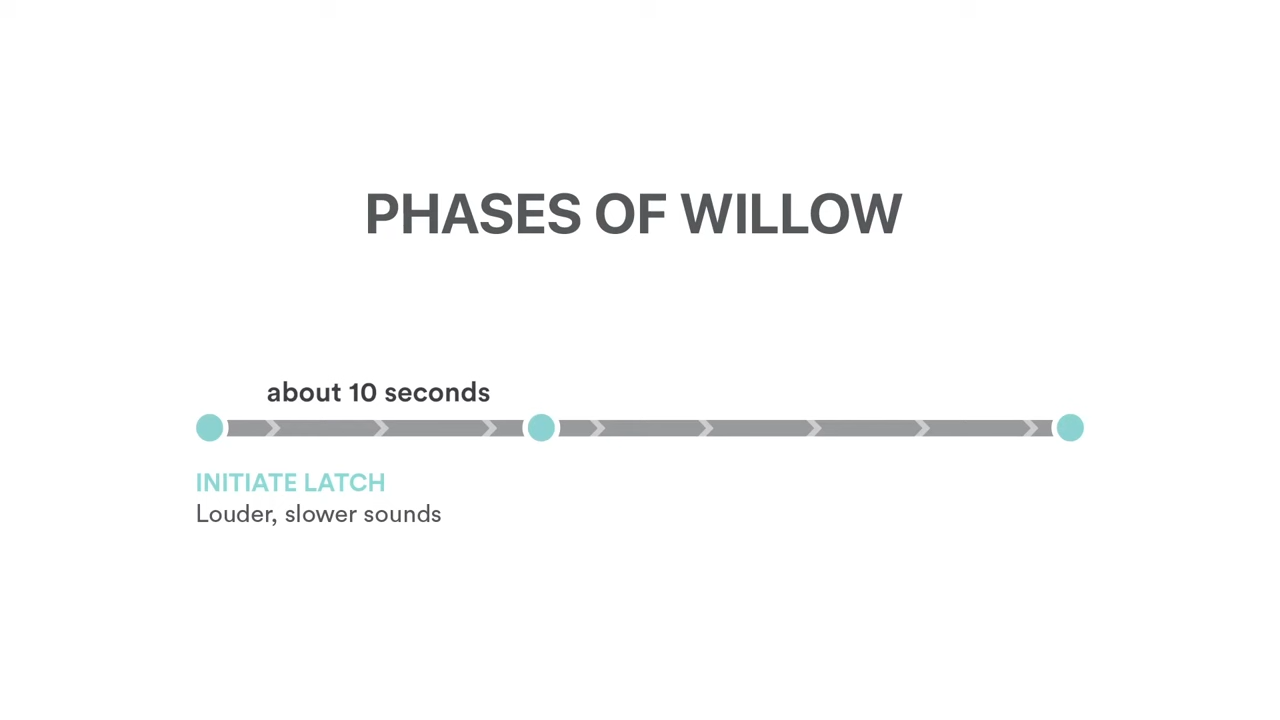 PHASES OF WILLOW
about 10 seconds
INITIATE LATCH
Louder, slower sounds